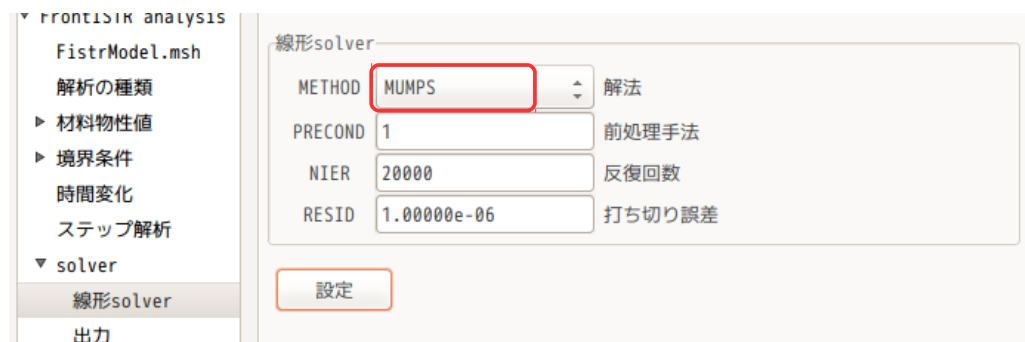 FrontISTR analysis
FistrModel.msh
解析の種類
材料物性値
境界条件
時間変化
ステップ解析
solver
線形solver
出力
線形solver
METHOD MUMPS 解法
PRECOND 1 前処理手法
NIER 20000 反復回数
RESID 1.00000e-06 打ち切り誤差
設定